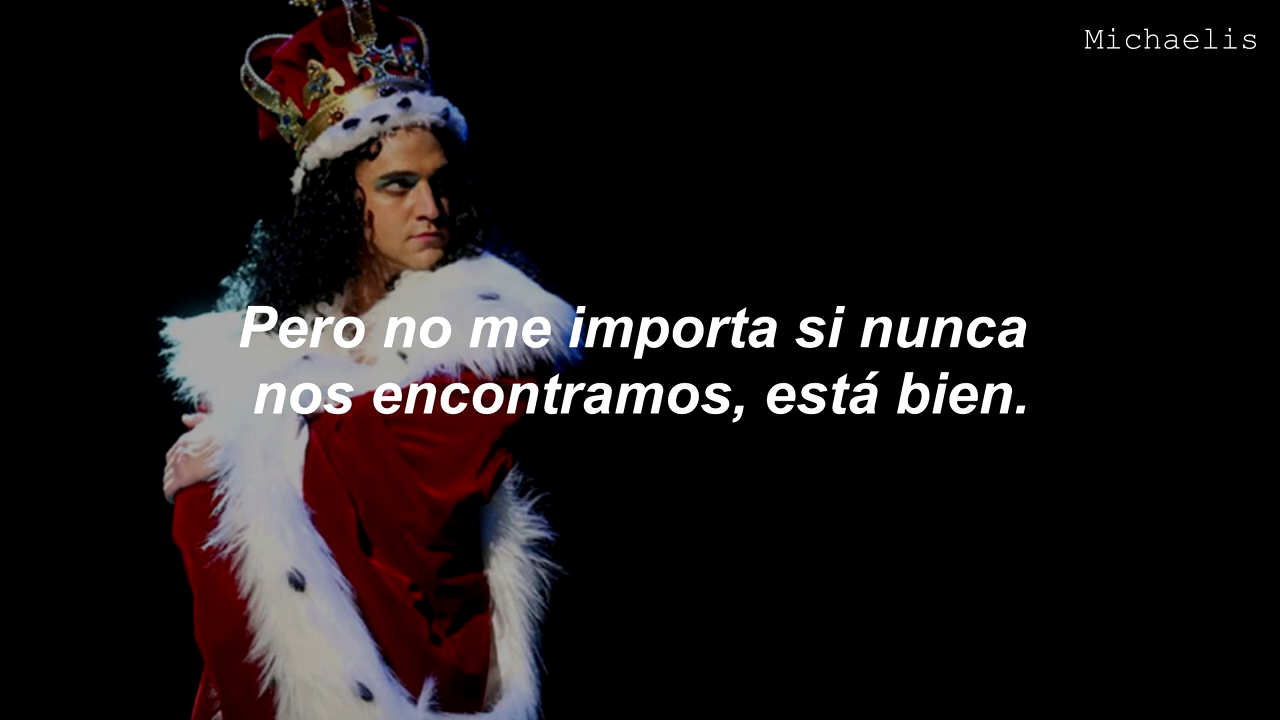 Michaelis
Pero no me importa si nunca
nos encontramos, está bien.